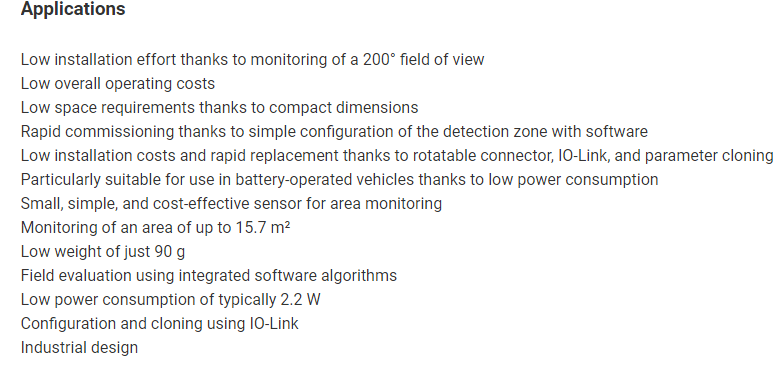 Applications
Low installation effort thanks to monitoring of a 200° field of view
Low overall operating costs
Low space requirements thanks to compact dimensions
Rapid commissioning thanks to simple configuration of the detection zone with software
Low installation costs and rapid replacement thanks to rotatable connector, IO-Link, and parameter cloning
Particularly suitable for use in battery-operated vehicles thanks to low power consumption
Small, simple, and cost-effective sensor for area monitoring
Monitoring of an area of up to 15.7 m²
Low weight of just 90 g
Field evaluation using integrated software algorithms
Low power consumption of typically 2.2 W
Configuration and cloning using IO-Link
Industrial design